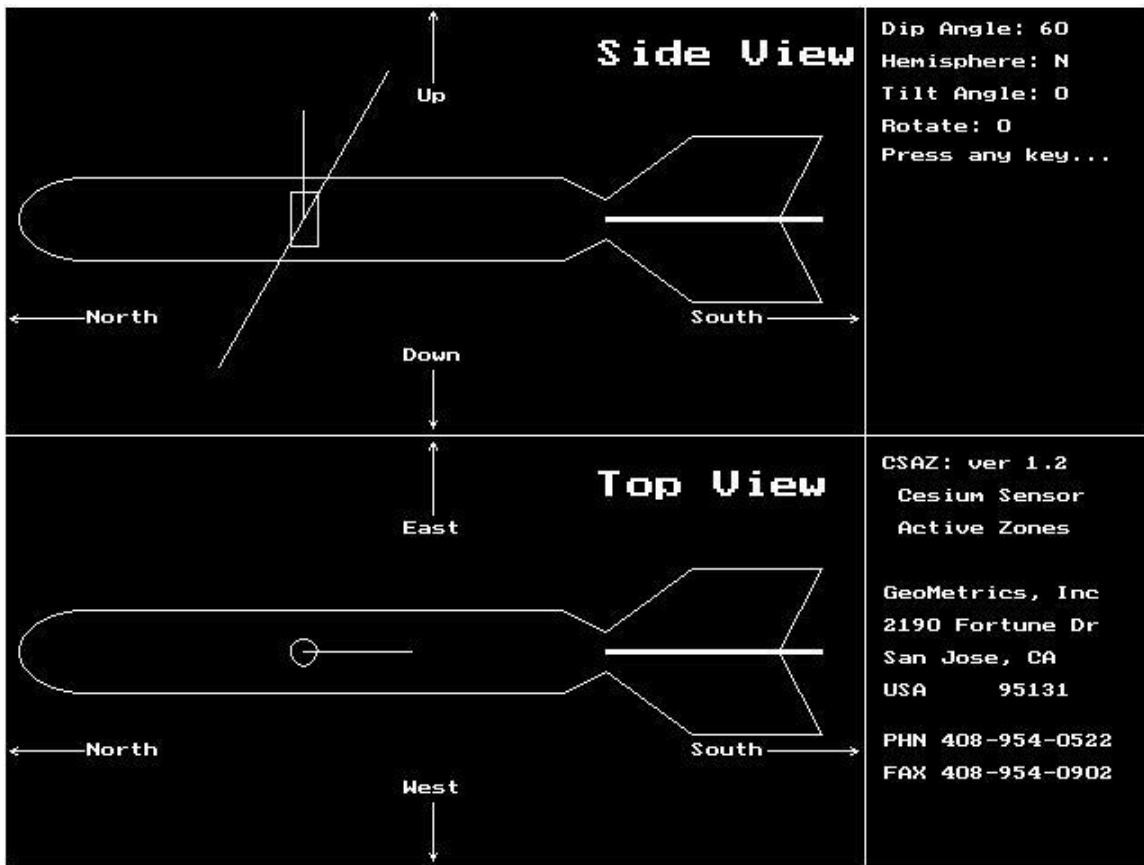 Side View
Up
North
South
Down
Dip Angle: 60
Hemisphere: N
Tilt Angle: 0
Rotate: 0
Press any key...
Top View
East
North
South
West
CSAZ: ver 1.2
Cesium Sensor
Active Zones
GeoMetrics, Inc
2190 Fortune Dr
San Jose, CA
USA 95131
PHN 408-954-0522
FAX 408-954-0902